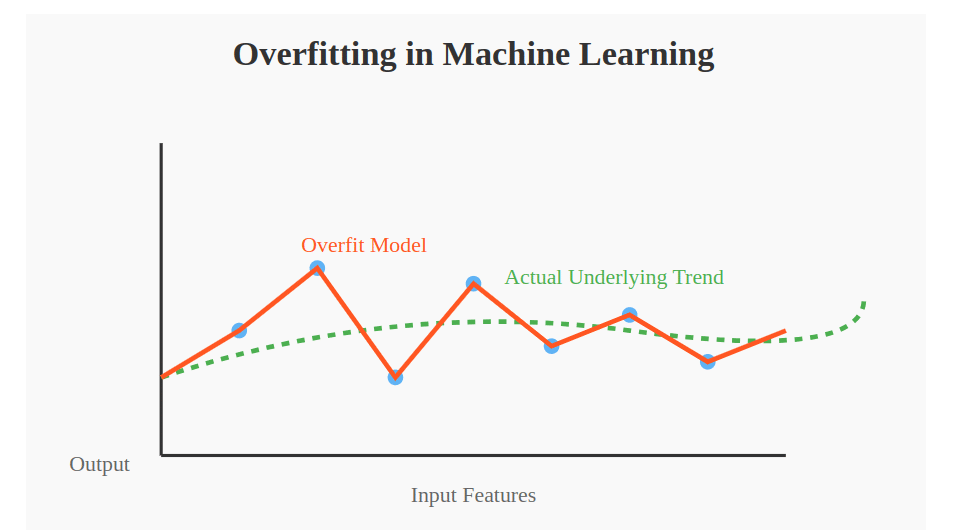 Overfitting in Machine Learning
Overfit Model
Actual Underlying Trend
Output
Input Features